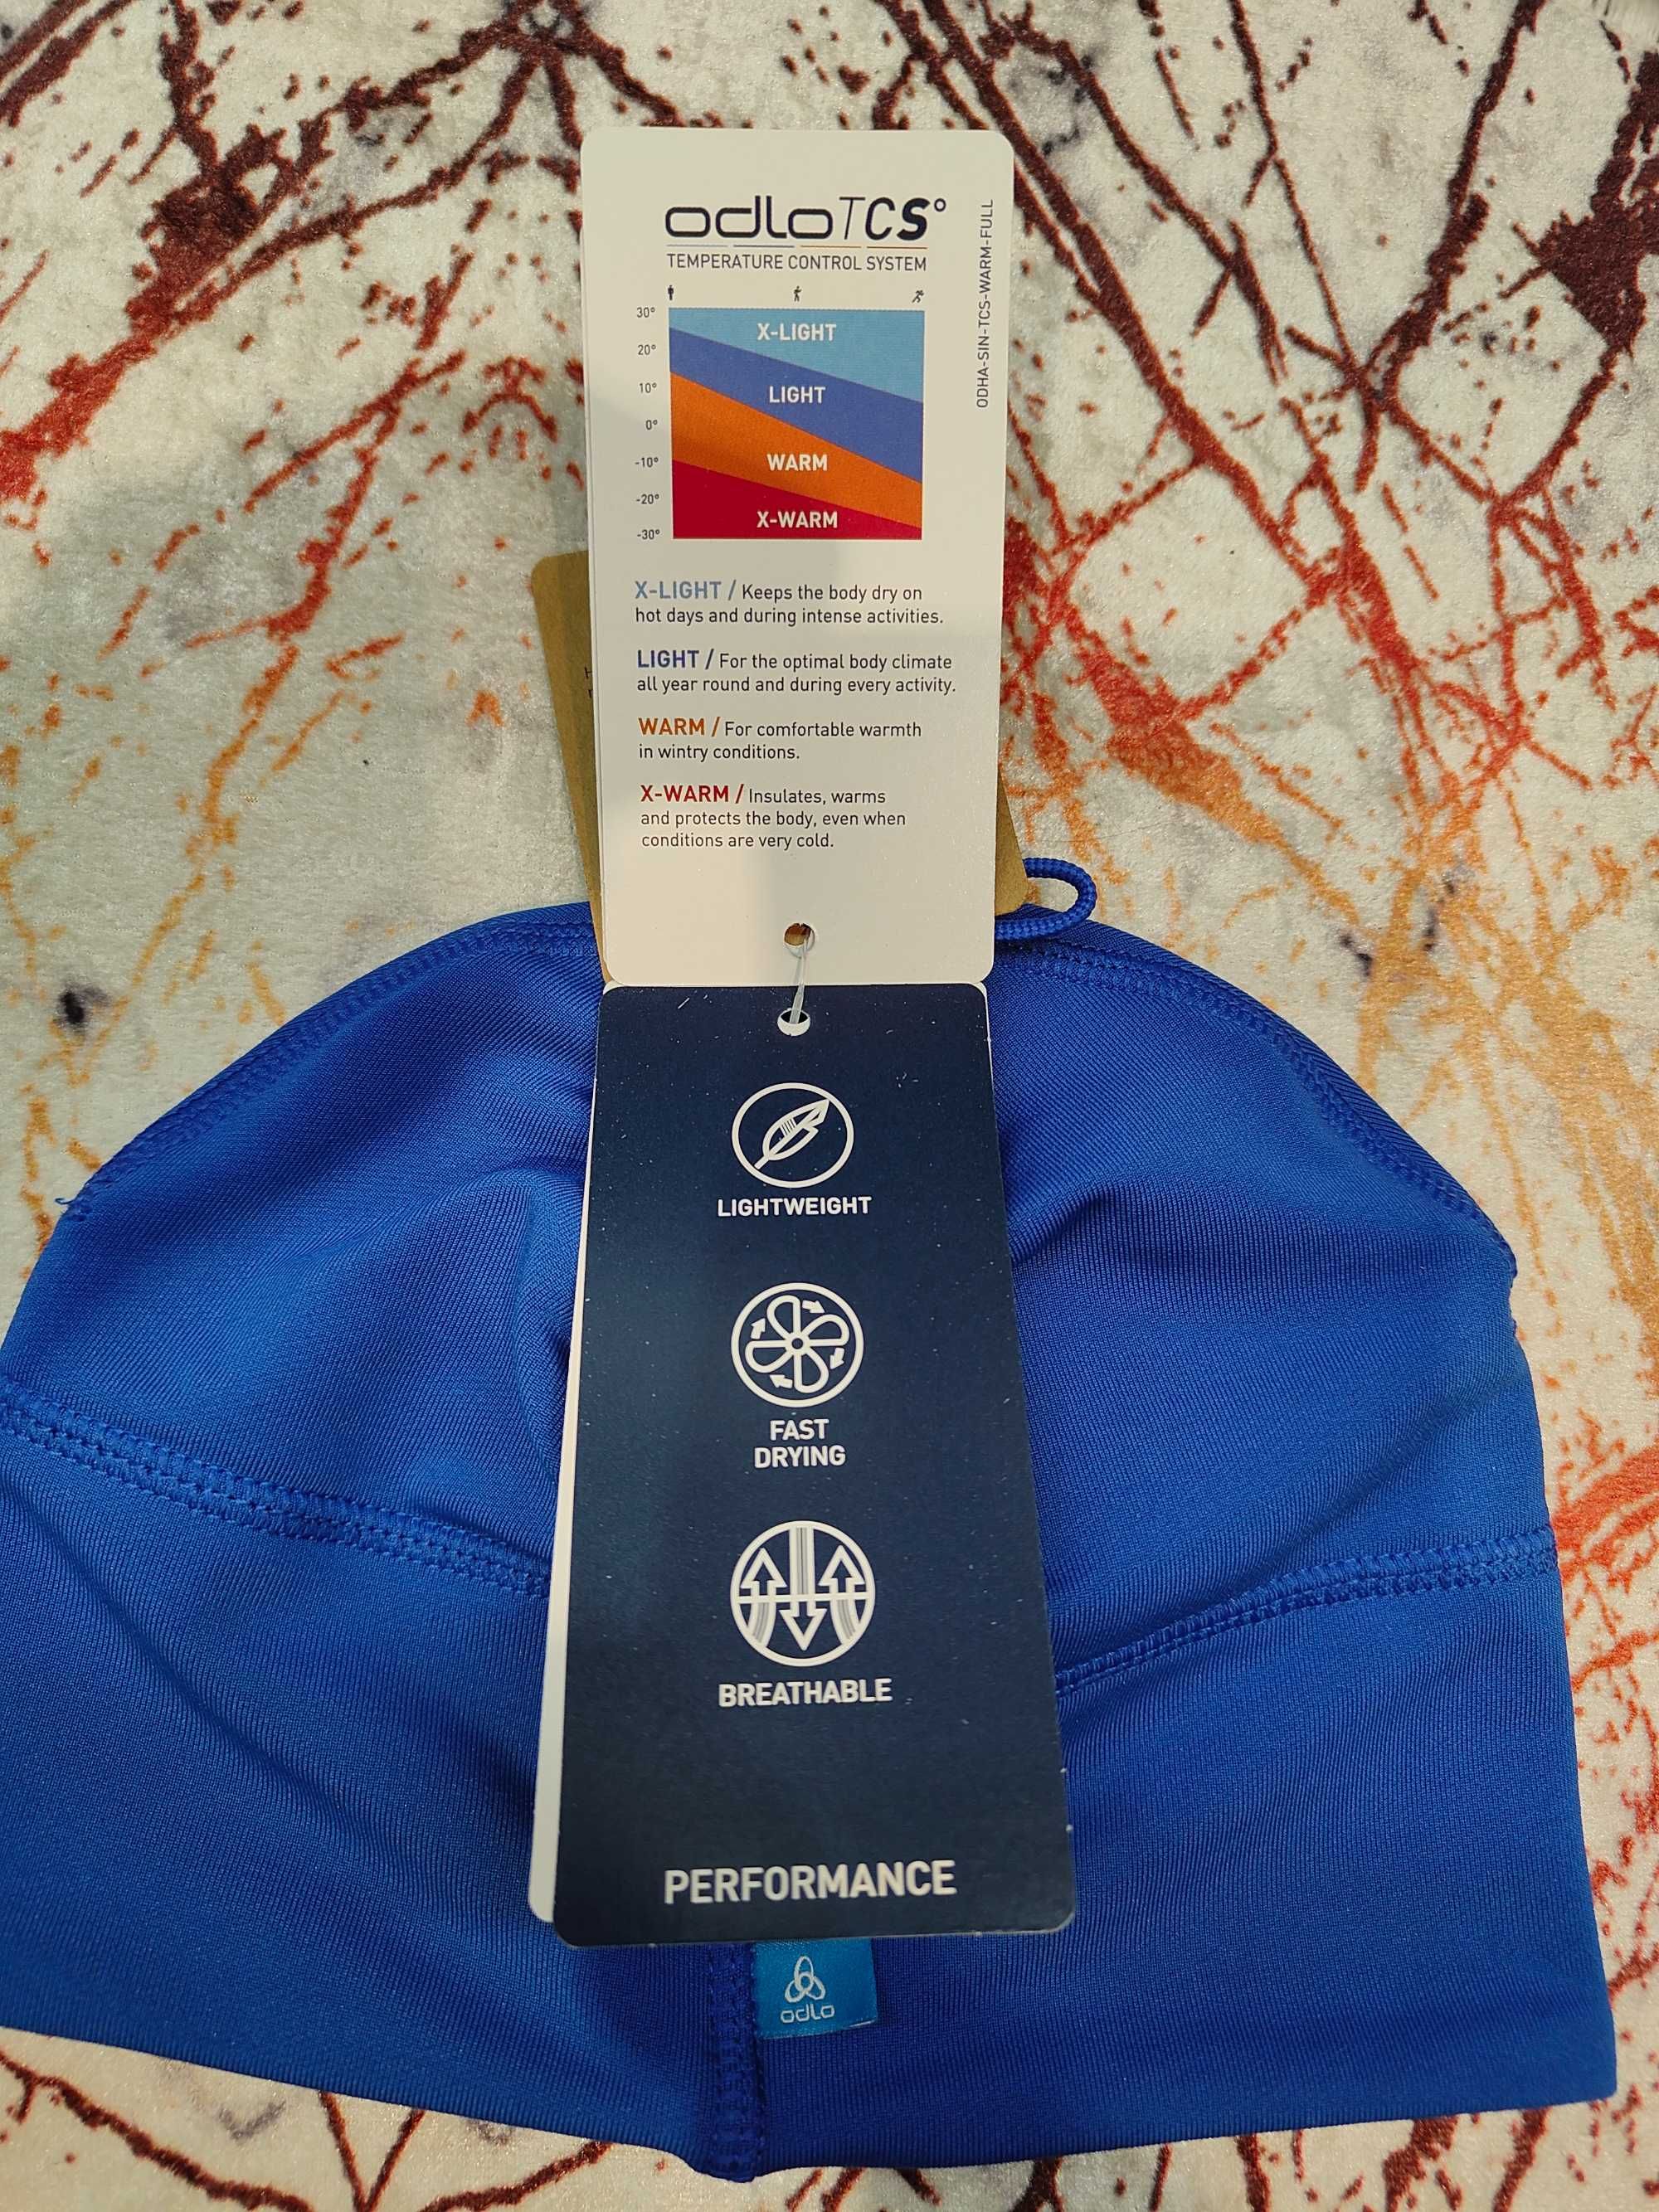 odlo TCS°
TEMPERATURE CONTROL SYSTEM
30°
20°
10°
0°
-10°
-20°
-30°
X-LIGHT
LIGHT
WARM
X-WARM
ODHA-SIN-TCS-WARM-FULL
X-LIGHT / Keeps the body dry on
hot days and during intense activities.
LIGHT / For the optimal body climate
all year round and during every activity.
WARM / For comfortable warmth
in wintry conditions.
X-WARM / Insulates, warms
and protects the body, even when
conditions are very cold.
LIGHTWEIGHT
FAST
DRYING
BREATHABLE
PERFORMANCE
odlo